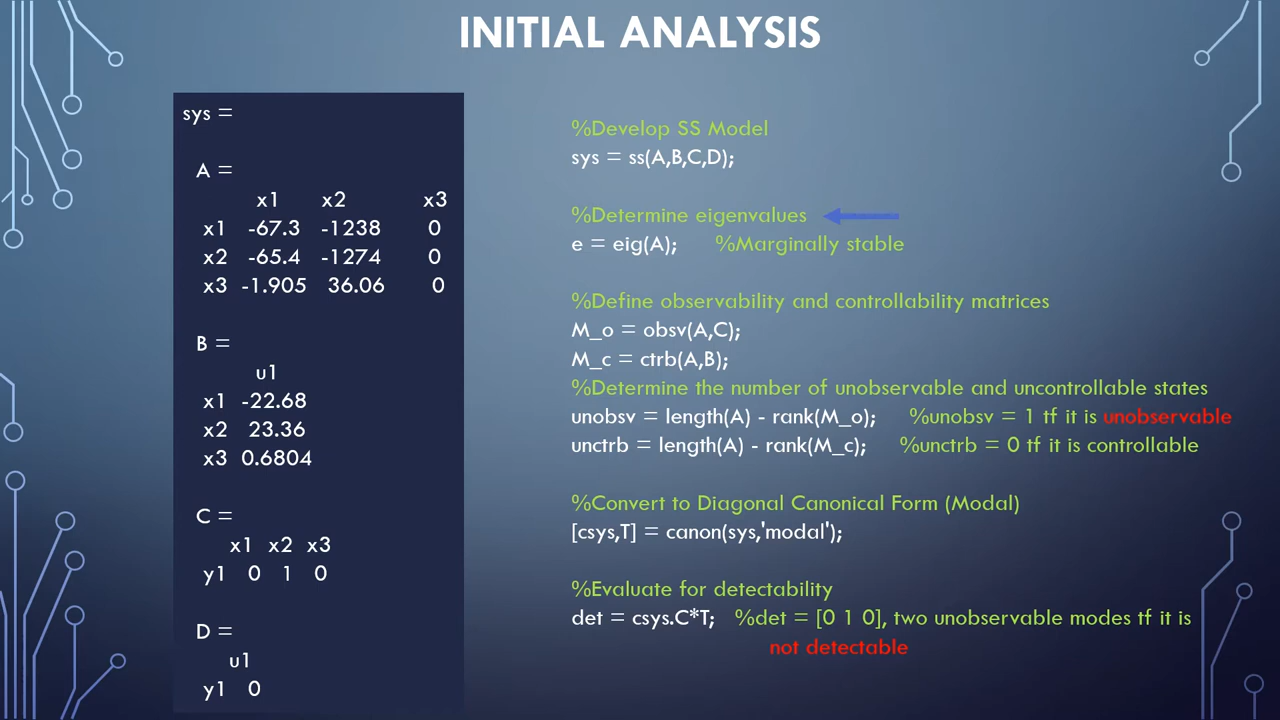 INITIAL ANALYSIS
sys =
A =
x1 x2 x3
x1 -67.3 -1238 0
x2 -65.4 -1274 0
x3 -1.905 36.06 0
B =
u1
x1 -22.68
x2 23.36
x3 0.6804
C =
x1 x2 x3
y1 0 1 0
D =
u1
y1 0
%Develop SS Model
sys = ss(A,B,C,D);
%Determine eigenvalues
e = eig(A); %Marginally stable
%Define observability and controllability matrices
M_o = obsv(A,C);
M_c = ctrb(A,B);
%Determine the number of unobservable and uncontrollable states
unobsv = length(A) - rank(M_o); %unobsv = 1 tf it is unobservable
unctrb = length(A) - rank(M_c); %unctrb = 0 tf it is controllable
%Convert to Diagonal Canonical Form (Modal)
[csys,T] = canon(sys,'modal');
%Evaluate for detectability
det = csys.C*T; %det = [0 1 0], two unobservable modes tf it is
not detectable